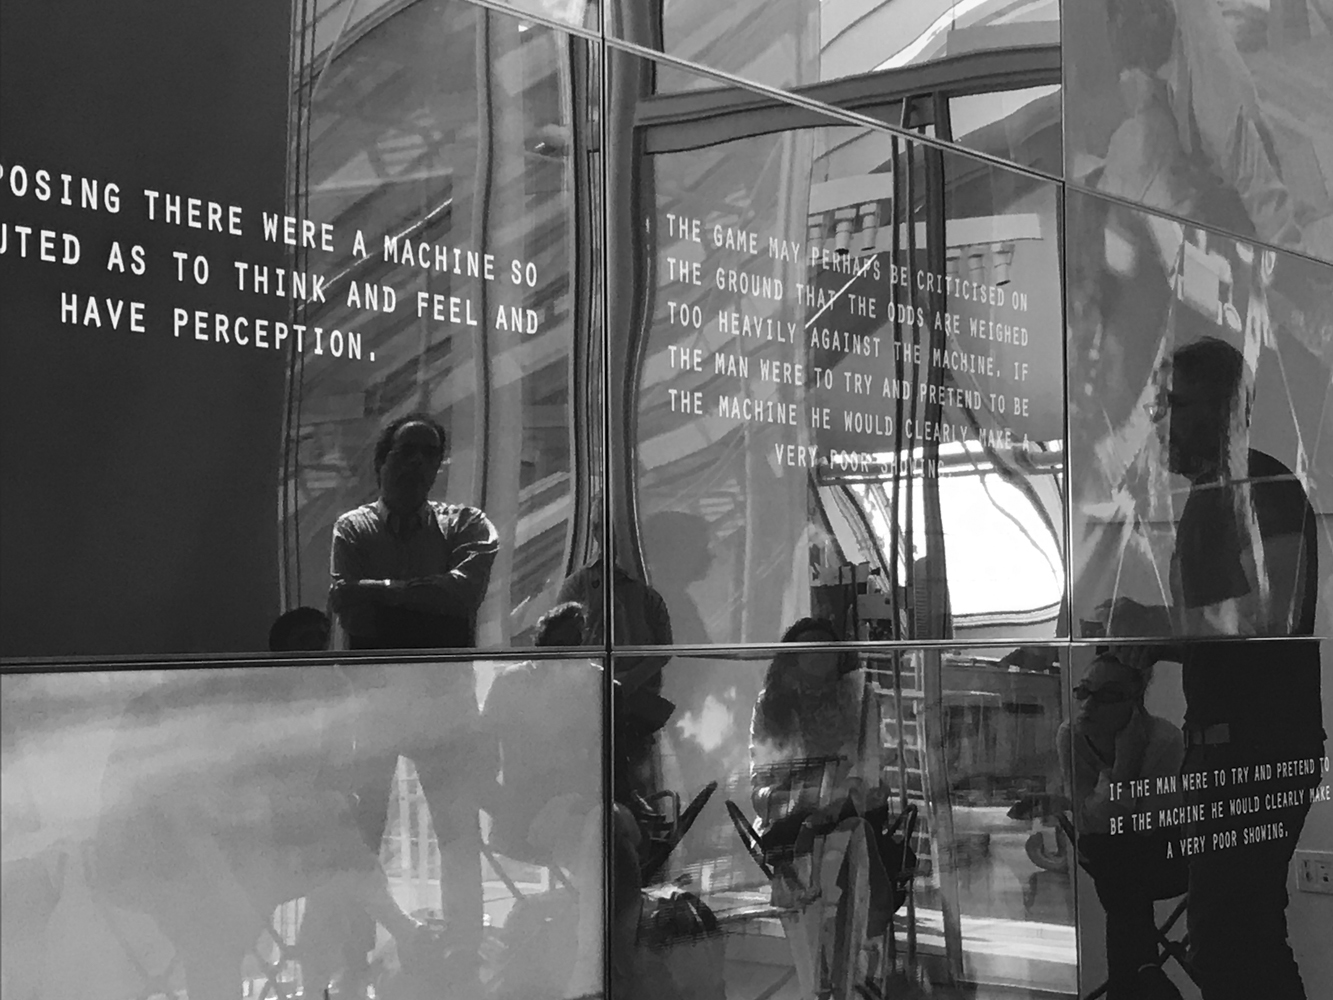 POSING THERE WERE A MACHINE SO
UTED AS TO THINK AND FEEL AND
HAVE PERCEPTION.
THE GAME MAY PERHAPS BE CRITICISED ON
THE GROUND THAT THE ODDS ARE WEIGHED
TOO HEAVILY AGAINST THE MACHINE. IF
THE MAN WERE TO TRY AND PRETEND TO BE
THE MACHINE HE WOULD CLEARLY MAKE A
VERY POOR SHOWING.
IF THE MAN WERE TO TRY AND PRETEND TO
BE THE MACHINE HE WOULD CLEARLY MAKE
A VERY POOR SHOWING.